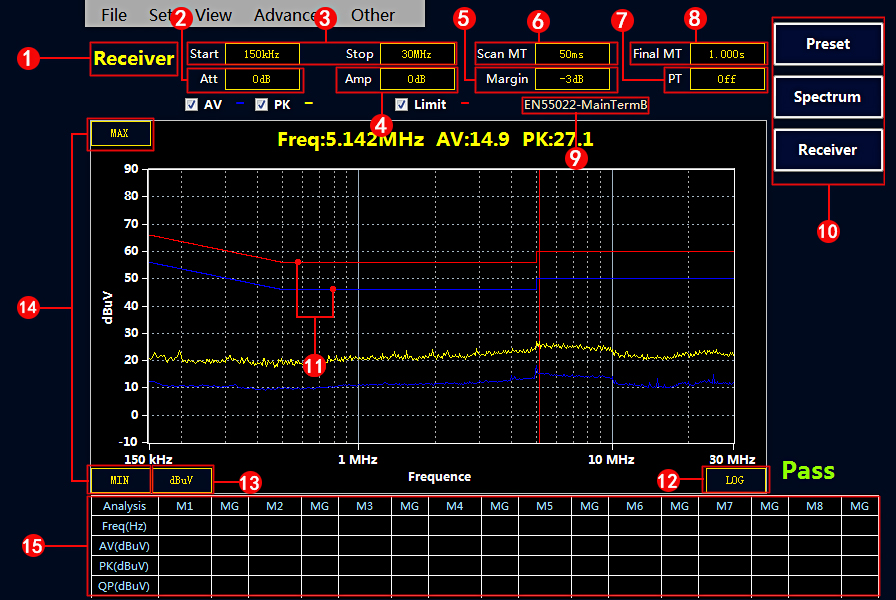 File Set View Advance Other
2 3 5 6 7 8
1 Receiver Start 150kHz Stop 30MHz Scan MT 50ms Final MT 1.000s Preset
Att 0dB Amp 0dB Margin -3dB PT Off
AV PK Limit EN55022-MainTermB Spectrum
4 9
14 MAX Freq:5.142MHz AV:14.9 PK:27.1 Receiver
10
90
80
70
60
50
40
30
20
10
0
-10
dBuV
11
150 kHz 1 MHz 10 MHz 30 MHz
Frequence
MIN dBuV 13 12 LOG Pass
15
Analysis M1 MG M2 MG M3 MG M4 MG M5 MG M6 MG M7 MG M8 MG
Freq(Hz)
AV(dBuV)
PK(dBuV)
QP(dBuV)